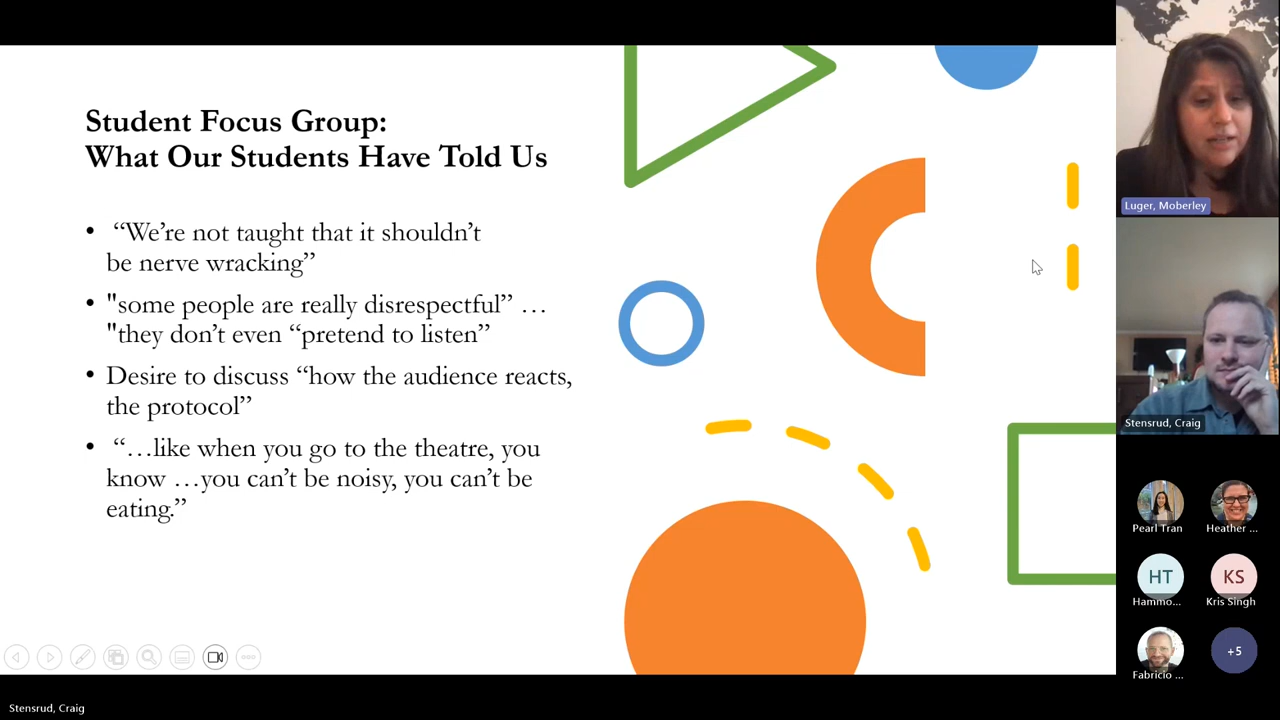 Student Focus Group:
What Our Students Have Told Us
• “We’re not taught that it shouldn’t
be nerve wracking”
• "some people are really disrespectful” …
"they don’t even “pretend to listen”
• Desire to discuss “how the audience reacts,
the protocol”
• “…like when you go to the theatre, you
know …you can’t be noisy, you can’t be
eating.”
Luger, Moberley
Stensrud, Craig
Pearl Tran
Heather ...
HT
Hammo...
KS
Kris Singh
Fabricio ...
+5
Stensrud, Craig